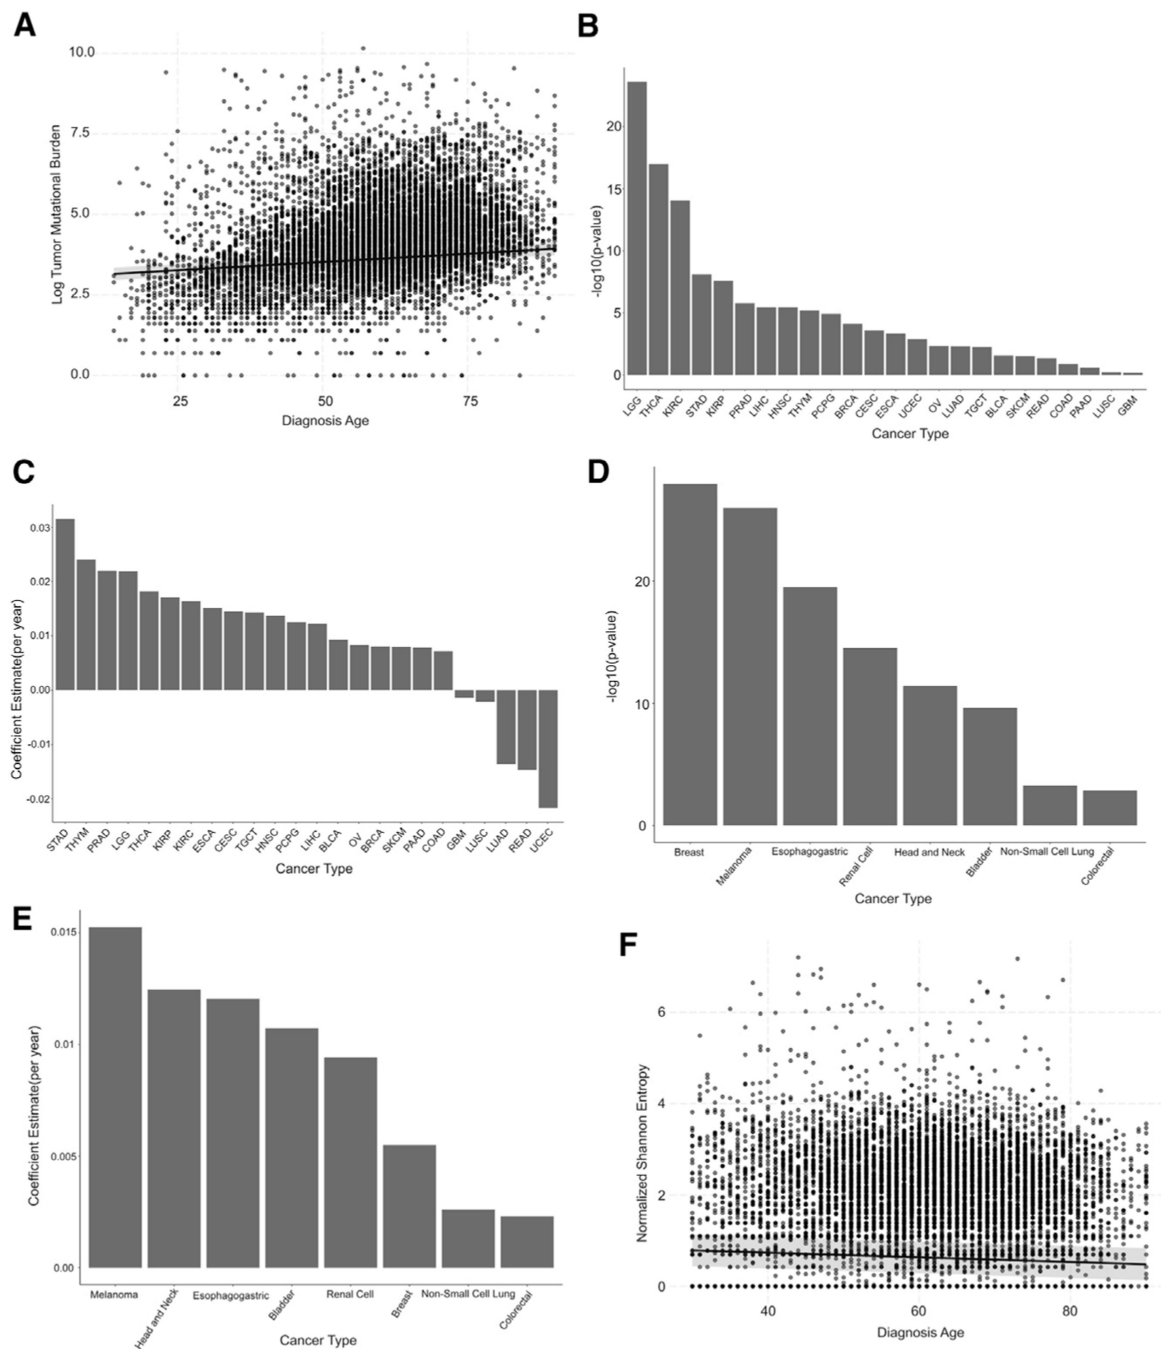 A
10.0
7.5
5.0
2.5
0.0
Log Tumor Mutational Burden
25
50
75
Diagnosis Age
B
20
15
10
5
0
-log10(p-value)
LGG
THCA
KIRC
STAD
KIRP
PRAD
LIHC
HNSC
THYM
PCPG
BRCA
CESC
ESCA
UCEC
OV
LUAD
TGCT
BLCA
SKCM
READ
COAD
PAAD
LUSC
GBM
Cancer Type
C
0.03
0.02
0.01
0.00
-0.01
-0.02
Coefficient Estimate(per year)
STAD
THYM
PRAD
LGG
THCA
KIRP
KIRC
ESCA
CESC
TGCT
HNSC
PCPG
LIHC
BLCA
OV
BRCA
SKCM
PAAD
COAD
GBM
LUSC
LUAD
READ
UCEC
Cancer Type
D
20
10
0
-log10(p-value)
Breast
Melanoma
Esophagogastric
Renal Cell
Head and Neck
Bladder
Non-Small Cell Lung
Colorectal
Cancer Type
E
0.015
0.01
0.005
0.00
Coefficient Estimate(per year)
Melanoma
Head and Neck
Esophagogastric
Bladder
Renal Cell
Breast
Non-Small Cell Lung
Colorectal
Cancer Type
F
6
4
2
0
Normalized Shannon Entropy
40
60
80
Diagnosis Age